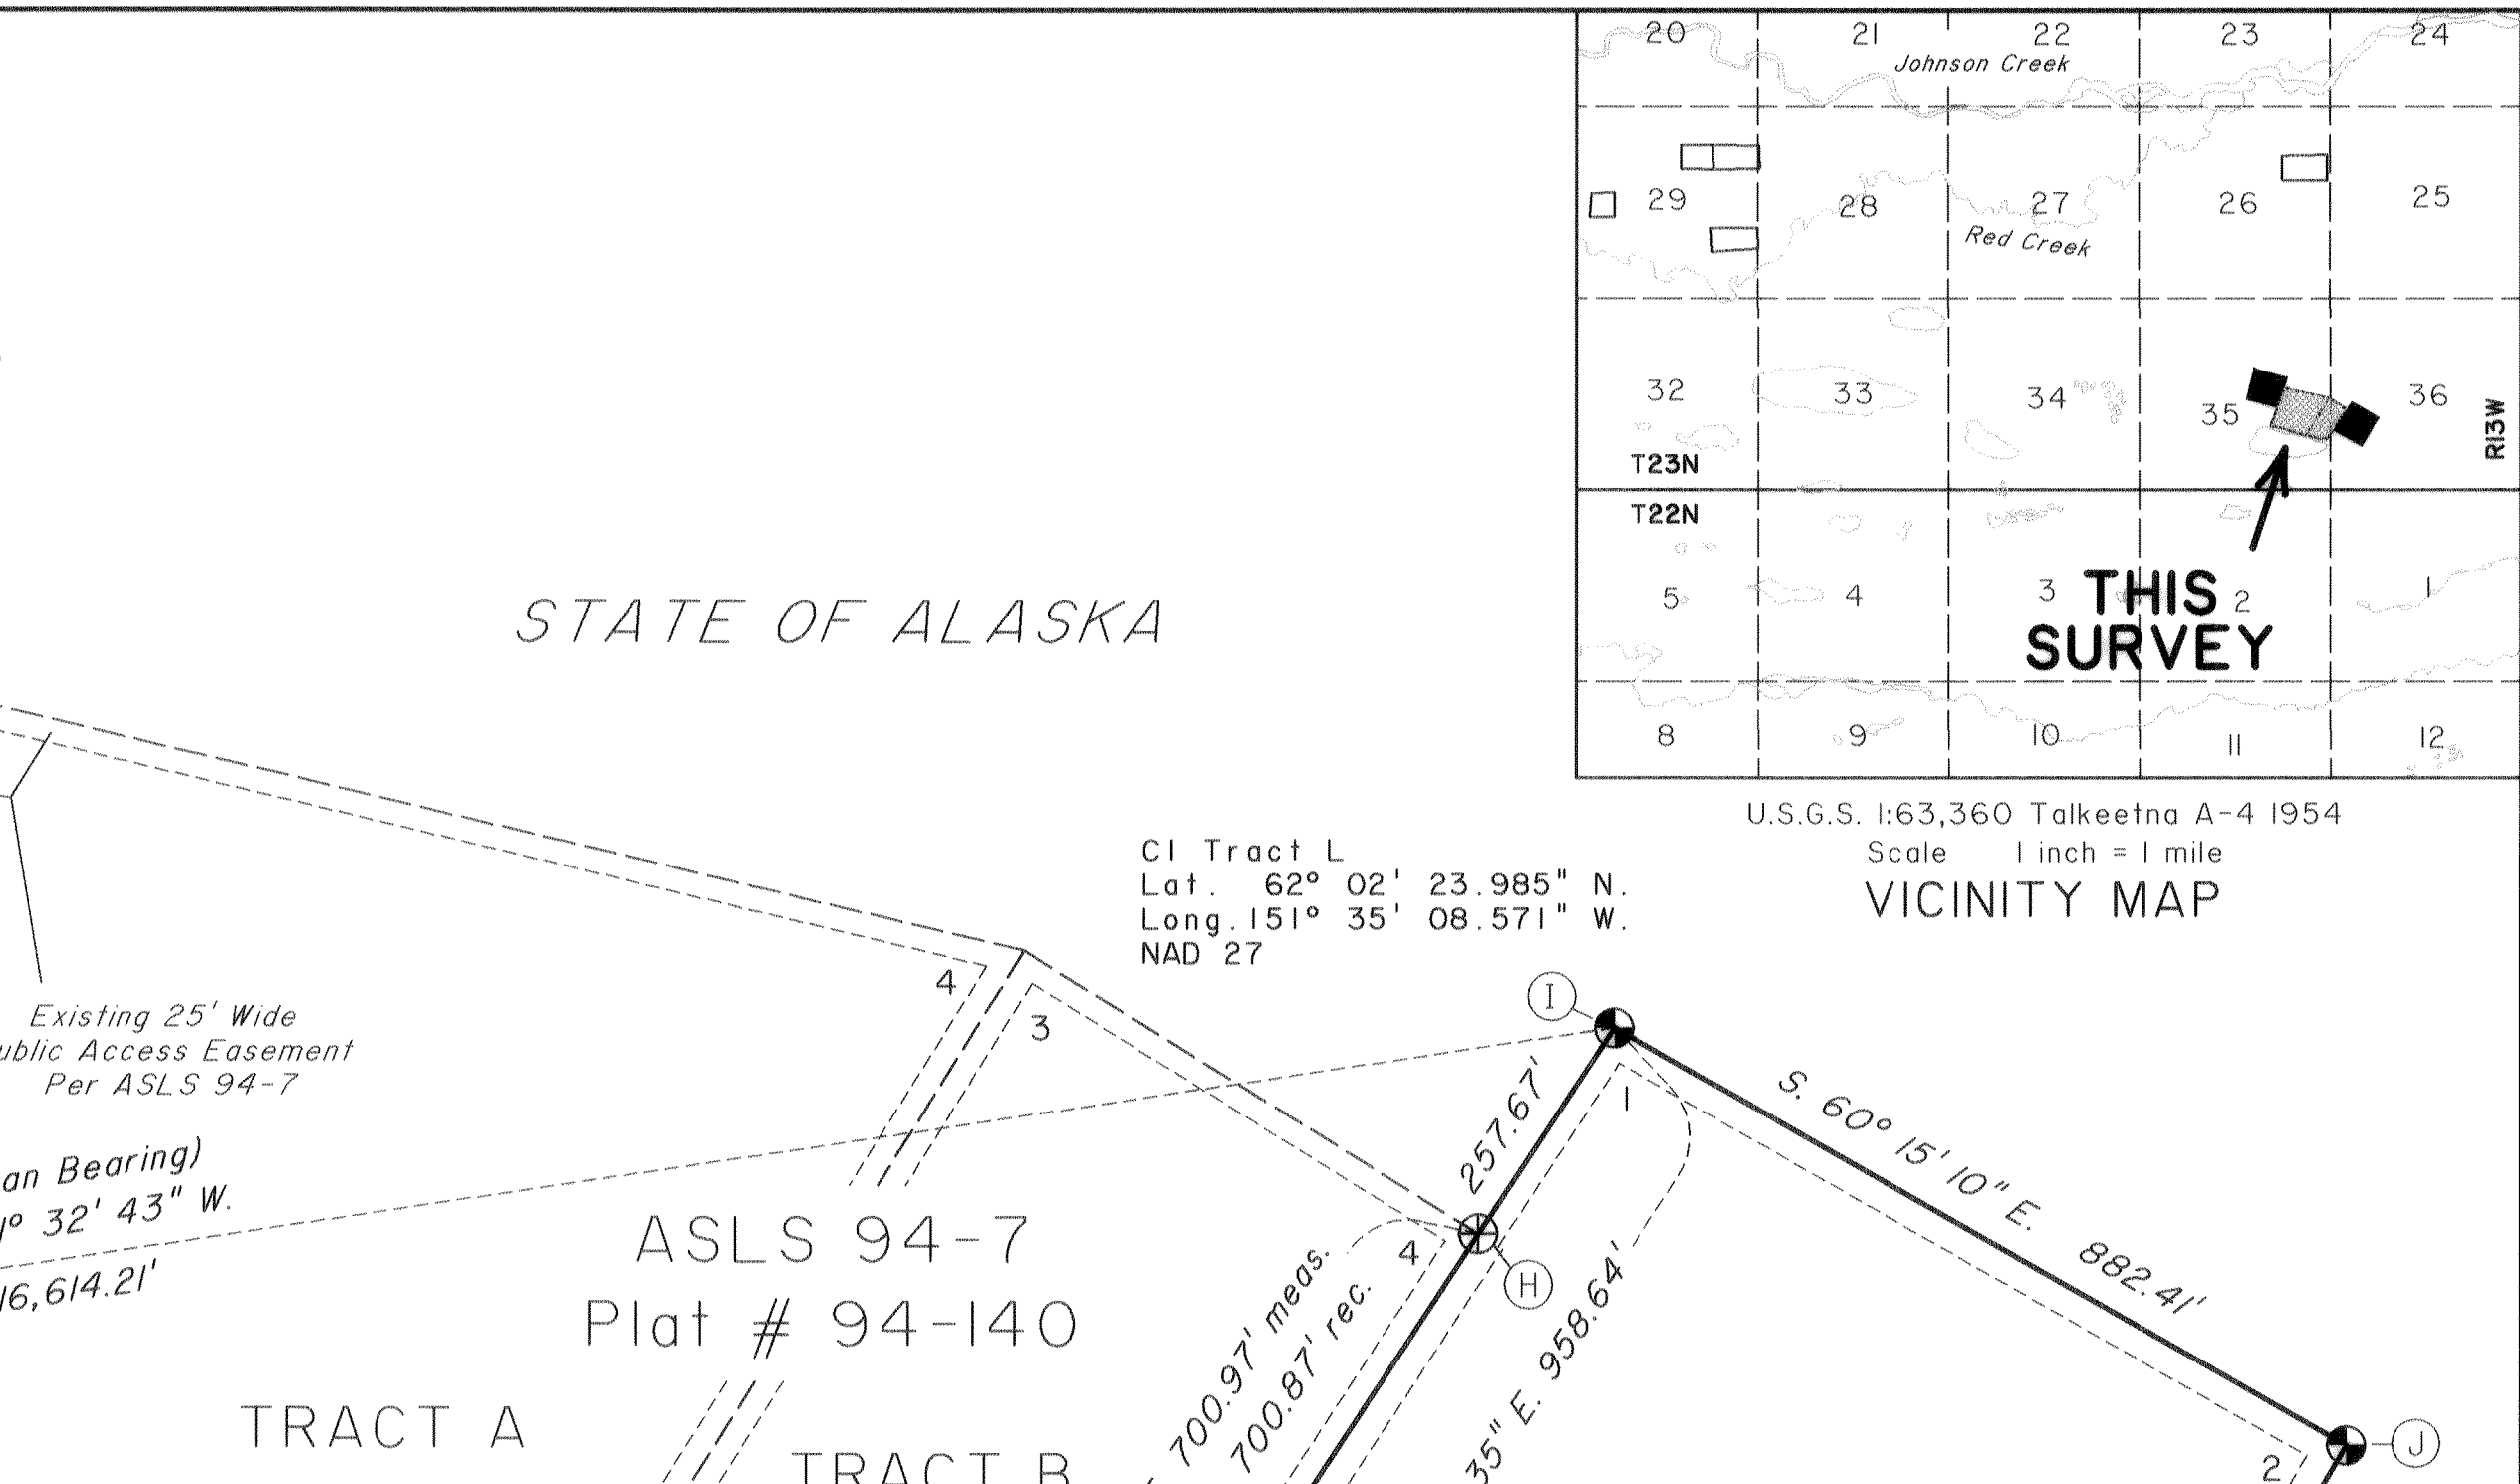 20 21 22 23 24
Johnson Creek
29 28 27 26 25
Red Creek
32 33 34 35 36
R13W
T23N
T22N
5 4 3 2 1
THIS
SURVEY
8 9 10 11 12
U.S.G.S. 1:63,360 Talkeetna A-4 1954
Scale 1 inch = 1 mile
VICINITY MAP
STATE OF ALASKA
C1 Tract L
Lat. 62° 02' 23.985" N.
Long. 151° 35' 08.571" W.
NAD 27
4
3
Existing 25' Wide
Access Easement
Per ASLS 94-7
Bearing)
32' 43" W.
16,614.21'
I
1
257.67'
S. 60° 15' 10" E. 882.41'
4
H
700.97' meas.
700.87' rec.
35" E. 958.64'
ASLS 94-7
Plat # 94-140
TRACT A
TRACT B
J
2